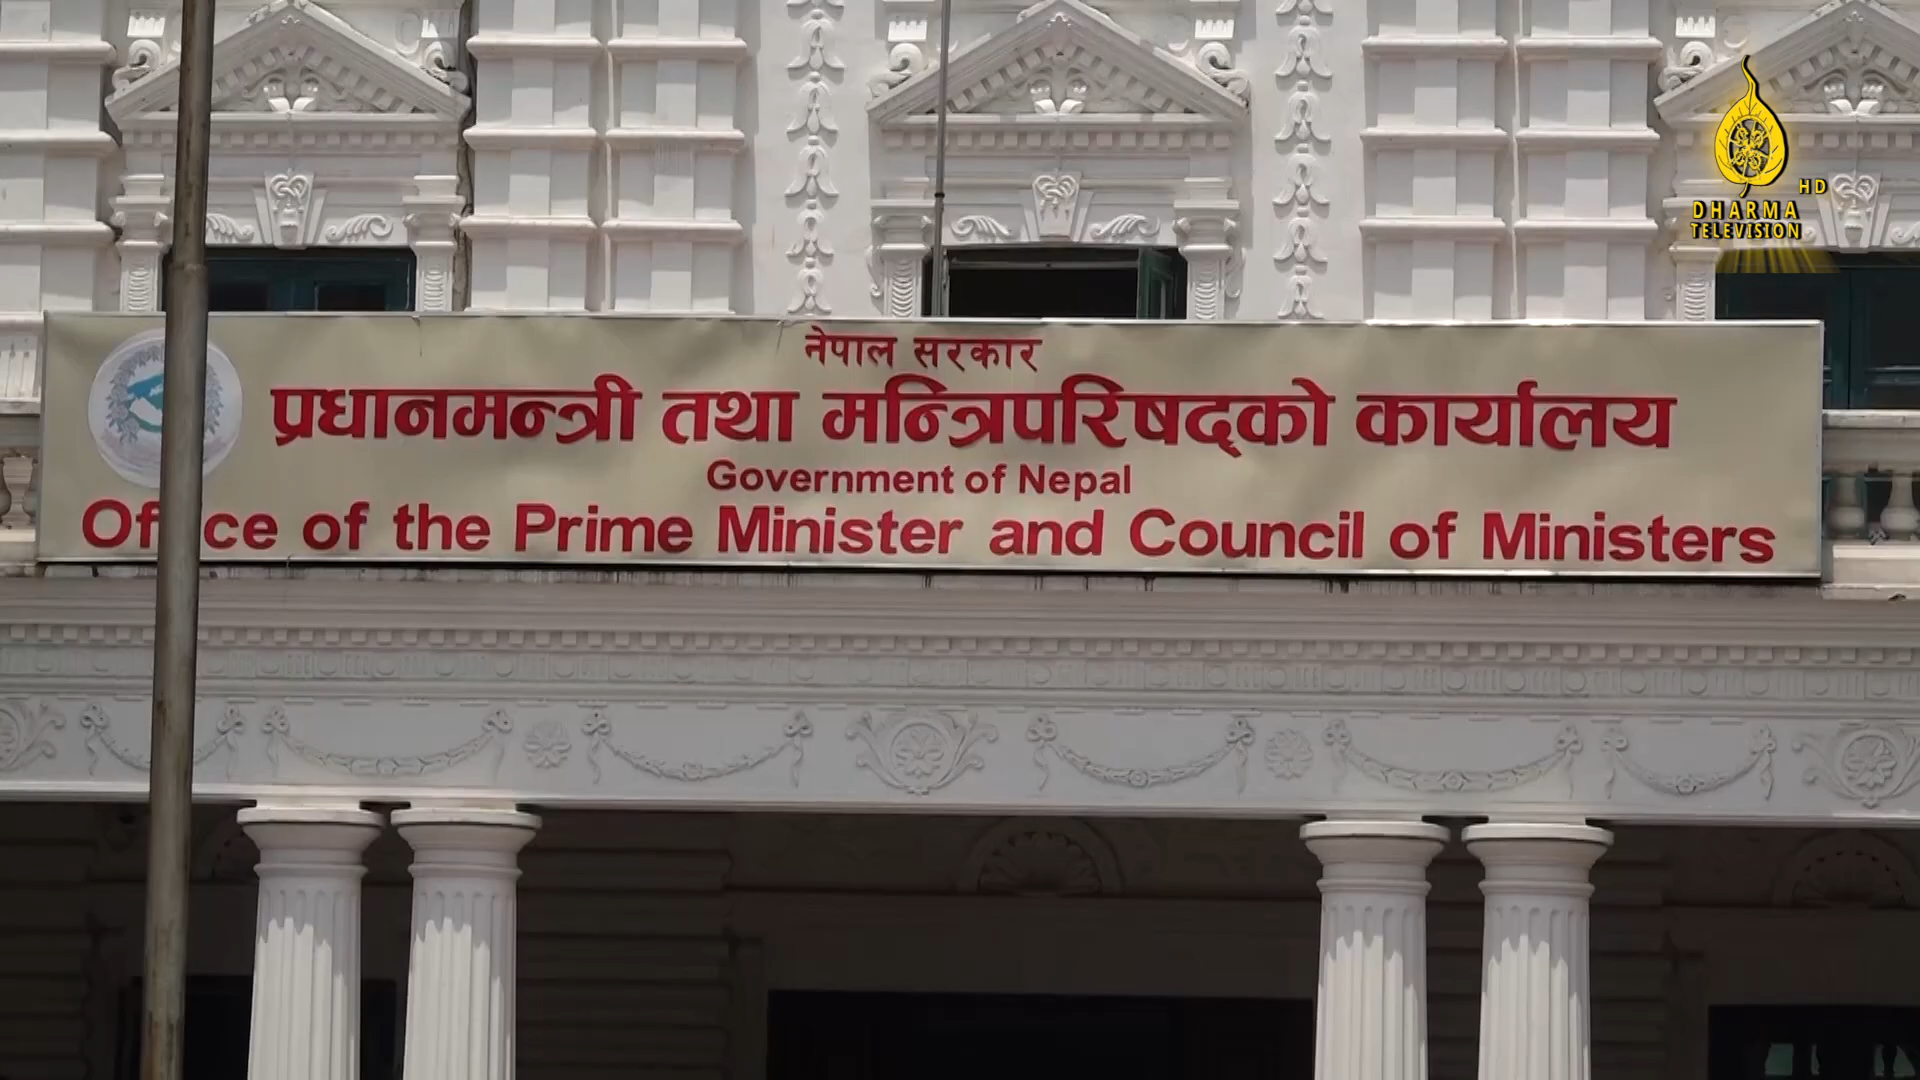 नेपाल सरकार
प्रधानमन्त्री तथा मन्त्रिपरिषद्को कार्यालय
Government of Nepal
Office of the Prime Minister and Council of Ministers
HD
DHARMA
TELEVISION